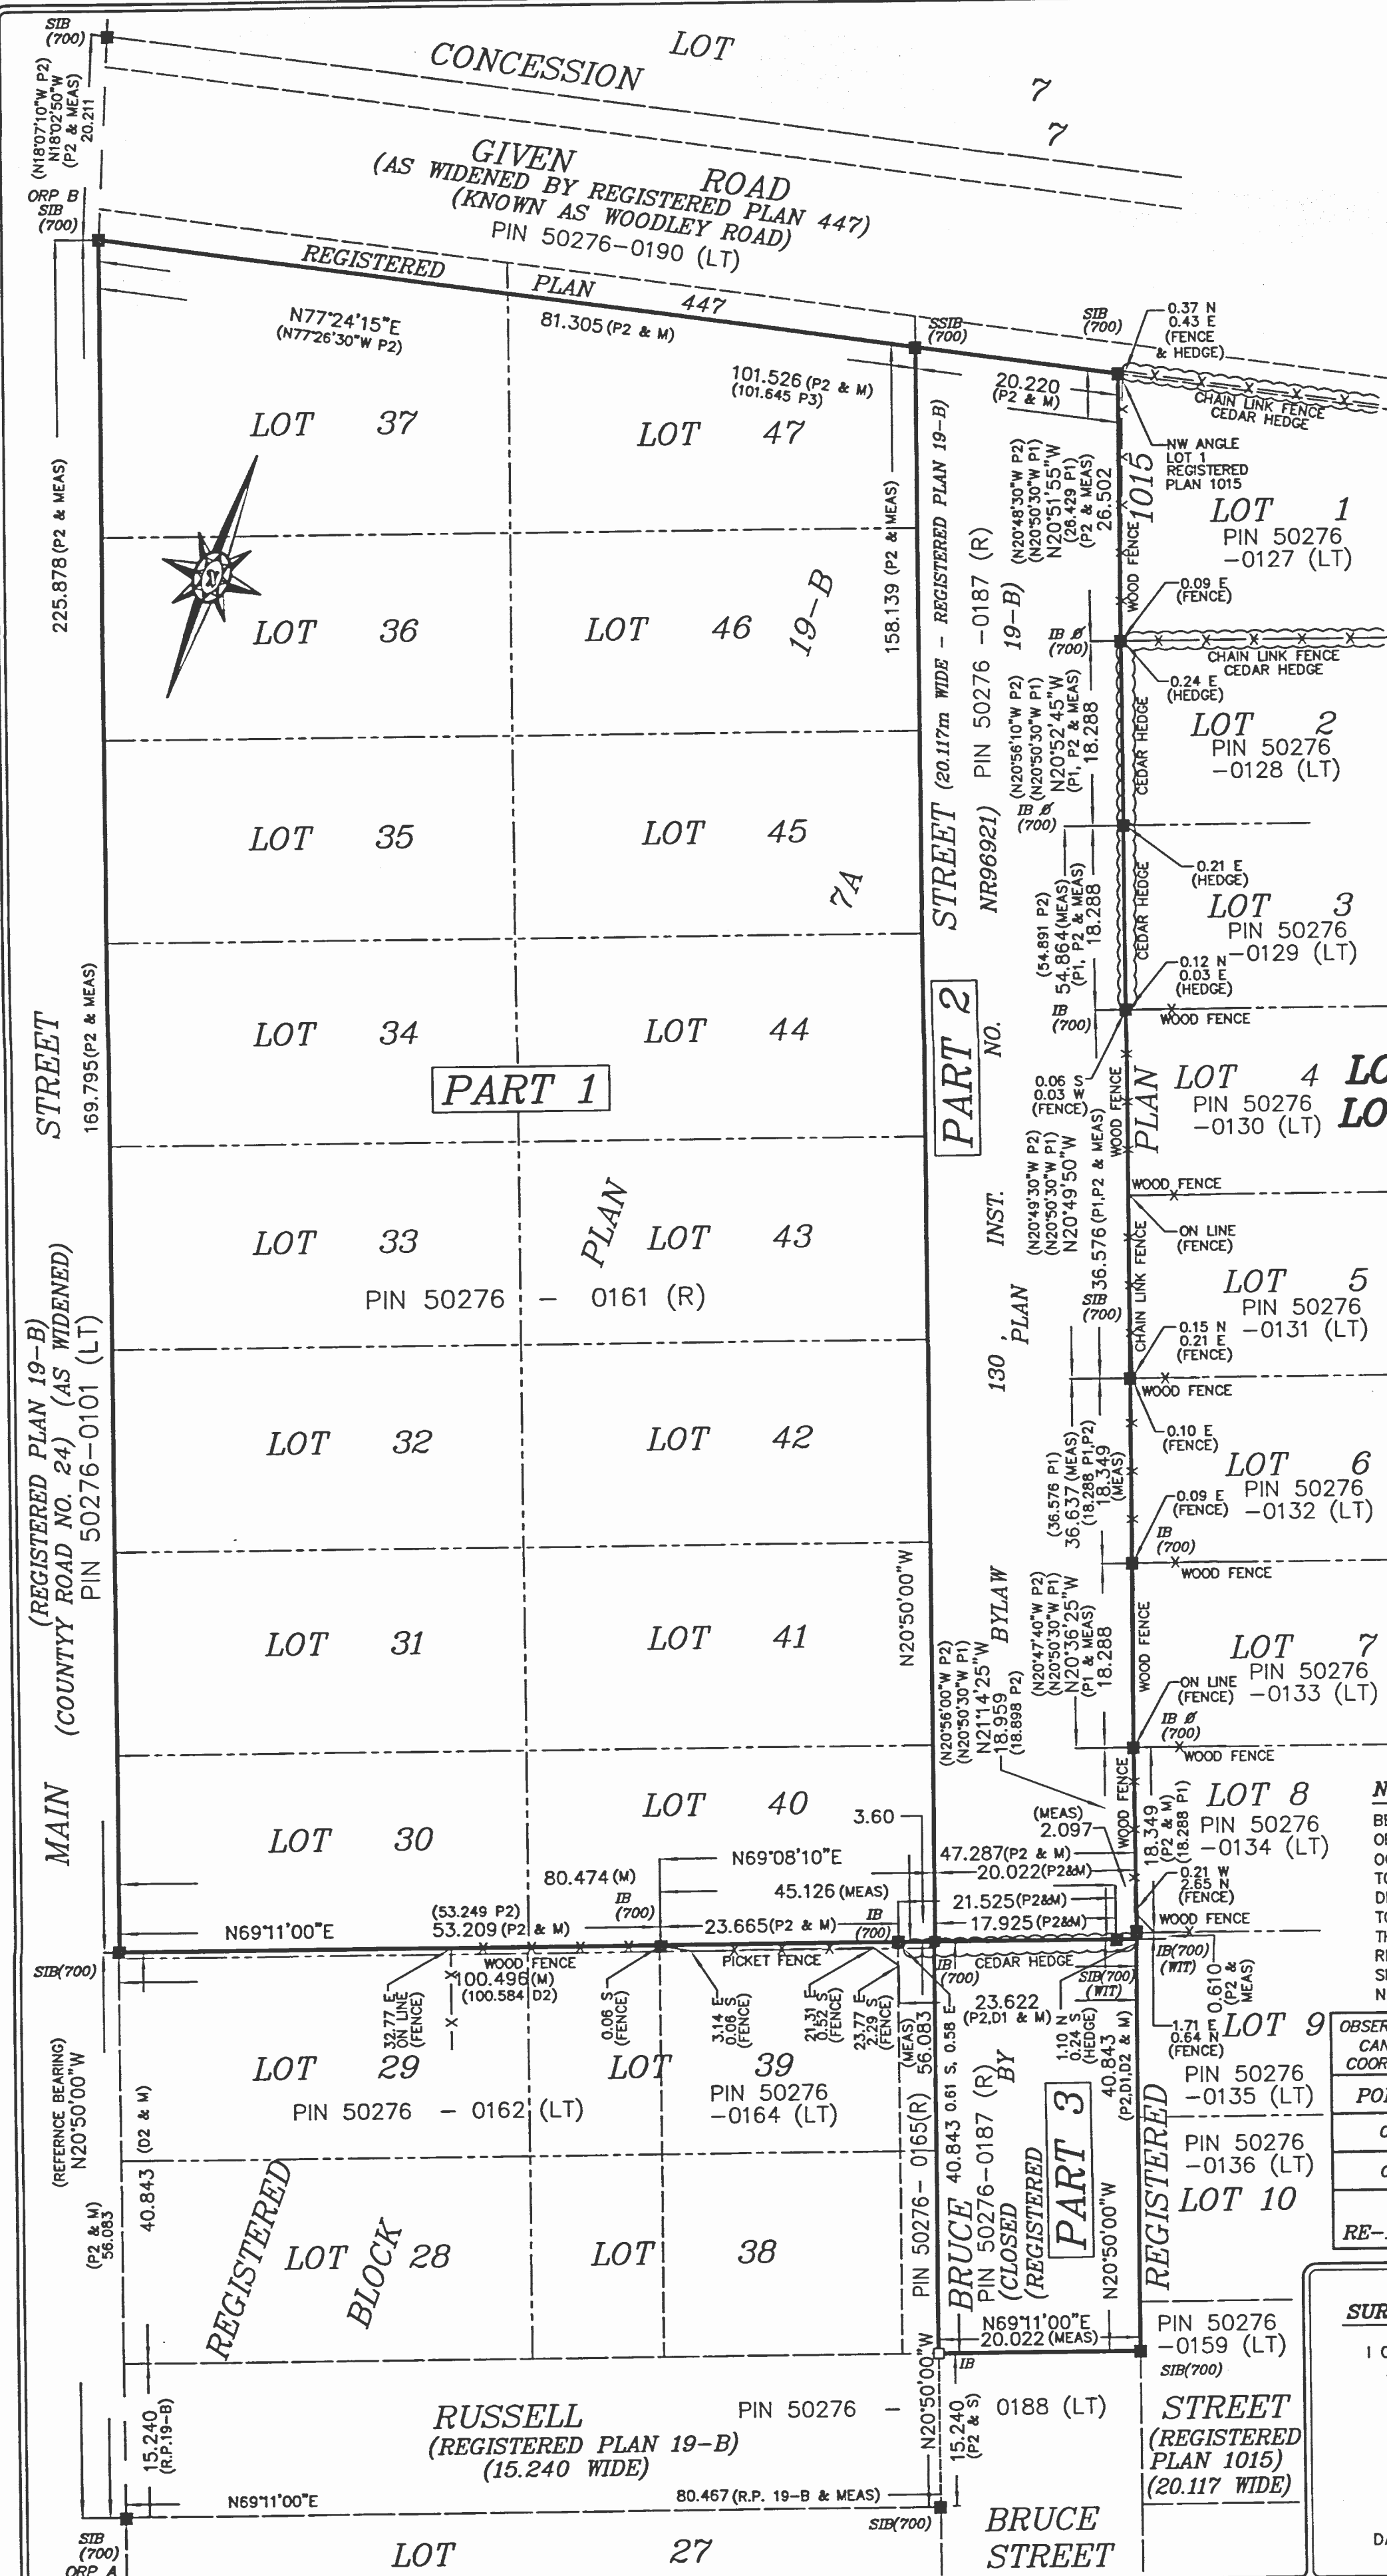 SIB
(700)
LOT
CONCESSION
7
7
(N18°07'10"W P2)
N18°02'50"W
(P2 & MEAS)
20.211
ORP B
SIB
(700)
GIVEN ROAD
(AS WIDENED BY REGISTERED PLAN 447)
(KNOWN AS WOODLEY ROAD)
PIN 50276-0190 (LT)
REGISTERED PLAN 447
N77°24'15"E
(N77°26'30"W P2)
81.305 (P2 & M)
101.526 (P2 & M)
(101.645 P3)
SSIB
(700)
SIB
(700)
0.37 N
0.43 E
(FENCE
& HEDGE)
20.220
(P2 & M)
CHAIN LINK FENCE
CEDAR HEDGE
NW ANGLE
LOT 1
REGISTERED
PLAN 1015
225.878 (P2 & MEAS)
LOT 37
LOT 47
158.139 (P2 & MEAS)
(20.117m WIDE - REGISTERED PLAN 19-B)
(N20°48'30"W P2)
(N20°50'30"W P1)
N20°51'55"W
(26.429 P1)
(P2 & MEAS)
26.502
1015
WOOD FENCE
LOT 1
PIN 50276
-0127 (LT)
N
LOT 36
LOT 46
19-B
PIN 50276 -0187 (R)
19-B)
0.09 E
(FENCE)
IB Ø
(700)
CHAIN LINK FENCE
CEDAR HEDGE
0.24 E
(HEDGE)
(N20°56'10"W P2)
(N20°50'30"W P1)
N20°52'45"W
(P1, P2 & MEAS)
18.288
CEDAR HEDGE
LOT 2
PIN 50276
-0128 (LT)
LOT 35
LOT 45
7A
STREET
NR96921)
IB Ø
(700)
0.21 E
(HEDGE)
(54.891 P2)
54.864 (MEAS)
(P1, P2 & MEAS)
18.288
CEDAR HEDGE
LOT 3
PIN 50276
-0129 (LT)
0.12 N
0.03 E
(HEDGE)
IB
(700)
WOOD FENCE
STREET
169.795 (P2 & MEAS)
LOT 34
LOT 44
PART 1
PART 2
NO.
0.06 S
0.03 W
(FENCE)
WOOD FENCE
PLAN
LOT 4
PIN 50276
-0130 (LT)
LO
LO
(N20°49'30"W P2)
(N20°50'30"W P1)
N20°49'50"W
36.576 (P1,P2 & MEAS)
WOOD FENCE
ON LINE
(FENCE)
LOT 33
PLAN
LOT 43
INST.
PIN 50276 - 0161 (R)
PLAN
130 ,
CHAIN LINK FENCE
SIB
(700)
LOT 5
PIN 50276
-0131 (LT)
0.15 N
0.21 E
(FENCE)
WOOD FENCE
(REGISTERED PLAN 19-B)
(COUNTYY ROAD NO. 24) (AS WIDENED)
PIN 50276-0101 (LT)
LOT 32
LOT 42
0.10 E
(FENCE)
(36.576 P1)
36.637 (MEAS)
(18.288 P1,P2)
18.349
(MEAS)
LOT 6
PIN 50276
-0132 (LT)
0.09 E
(FENCE)
IB
(700)
WOOD FENCE
LOT 31
LOT 41
N20°50'00"W
BYLAW
(N20°56'00"W P2)
(N20°50'30"W P1)
N21°14'25"W
18.959
(18.898 P2)
(N20°47'40"W P2)
(N20°50'30"W P1)
N20°36'25"W
(P1 & MEAS)
18.288
WOOD FENCE
LOT 7
PIN 50276
-0133 (LT)
ON LINE
(FENCE)
IB Ø
(700)
WOOD FENCE
MAIN
LOT 30
LOT 40
3.60
(MEAS)
2.097
WOOD FENCE
18.349
(P2 & M)
(18.288 P1)
LOT 8
PIN 50276
-0134 (LT)
N
BE
O
TO
TO
TH
RE
N
80.474 (M)
N69°08'10"E
47.287 (P2 & M)
20.022 (P2&M)
45.126 (MEAS)
21.525 (P2&M)
17.925 (P2&M)
0.21 W
2.65 N
(FENCE)
WOOD FENCE
N69°11'00"E
(53.249 P2)
53.209 (P2 & M)
IB
(700)
23.665 (P2 & M)
IB
(700)
SIB(700)
WOOD FENCE
100.496 (M)
(100.584 D2)
PICKET FENCE
IB
(700)
CEDAR HEDGE
SIB(700)
(WIT)
IB(700)
(WIT)
0.610
(P2 &
MEAS)
23.622
(P2,D1 & M)
32.77 E
ON LINE
(FENCE)
0.06 S
(FENCE)
3.14 E
0.08 S
(FENCE)
21.31 E
0.52 S
(FENCE)
23.77 E
2.29 S
(FENCE)
(MEAS) 56.083
0.61 S, 0.58 E
1.10 N
0.24 S
(HEDGE)
40.843
(P2,D1,D2 & M)
1.71 E
0.64 N
(FENCE)
LOT 9
PIN 50276
-0135 (LT)
(REFERNCE BEARING)
N20°50'00"W
LOT 29
PIN 50276 - 0162 (LT)
LOT 39
PIN 50276
-0164 (LT)
PIN 50276- 0165(R)
BRUCE
40.843
PIN 50276-0187 (R)
(CLOSED BY
(REGISTERED
PART 3
N20°50'00"W
REGISTERED
PIN 50276
-0136 (LT)
LOT 10
OBSER
CAN
COOR
PO
RE-
40.843 (D2 & M)
(P2 & M)
56.083
REGISTERED
BLOCK
LOT 28
LOT 38
N69°11'00"E
20.022 (MEAS)
IB
PIN 50276
-0159 (LT)
SIB(700)
SUR
I C
15.240
(R.P.19-B)
RUSSELL
(REGISTERED PLAN 19-B)
(15.240 WIDE)
PIN 50276 - 0188 (LT)
N20°50'00"W
15.240
(P2 & S)
STREET
(REGISTERED
PLAN 1015)
(20.117 WIDE)
N69°11'00"E
80.467 (R.P. 19-B & MEAS)
SIB(700)
SIB
(700)
ORP A
LOT 27
BRUCE
STREET
DA